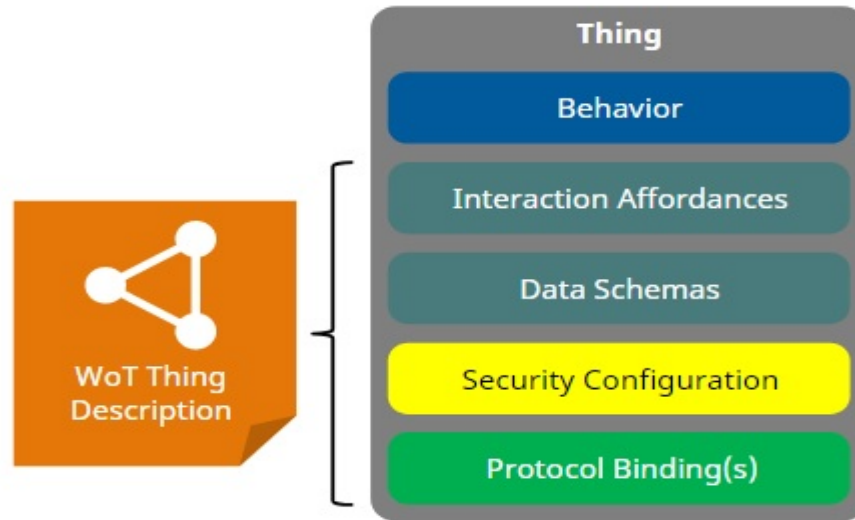 Thing
Behavior
Interaction Affordances
Data Schemas
Security Configuration
Protocol Binding(s)
WoT Thing
Description